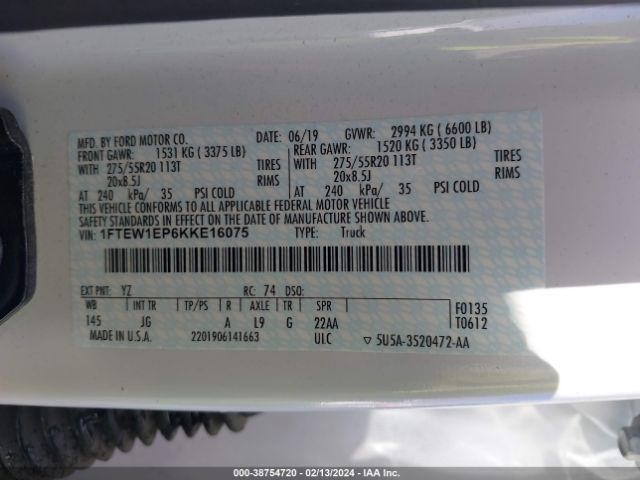 MFD. BY FORD MOTOR CO.
DATE: 06/19 GVWR: 2994 KG ( 6600 LB)
FRONT GAWR: 1531 KG ( 3375 LB)
REAR GAWR: 1520 KG ( 3350 LB)
WITH 275/55R20 113T TIRES
WITH 275/55R20 113T TIRES
20x8.5J RIMS
20x8.5J RIMS
AT 240 kPa/ 35 PSI COLD
AT 240 kPa/ 35 PSI COLD
THIS VEHICLE CONFORMS TO ALL APPLICABLE FEDERAL MOTOR VEHICLE
SAFETY STANDARDS IN EFFECT ON THE DATE OF MANUFACTURE SHOWN ABOVE.
VIN: 1FTEW1EP6KKE16075 TYPE: Truck
EXT PNT: YZ RC: 74 DSO:
WB INT TR TP/PS R AXLE TR SPR
145 JG A L9 G 22AA
F0135
T0612
MADE IN U.S.A. 2201906141663 ULC ▽ 5U5A-3520472-AA
000-38754720 - 02/13/2024 - IAA Inc.